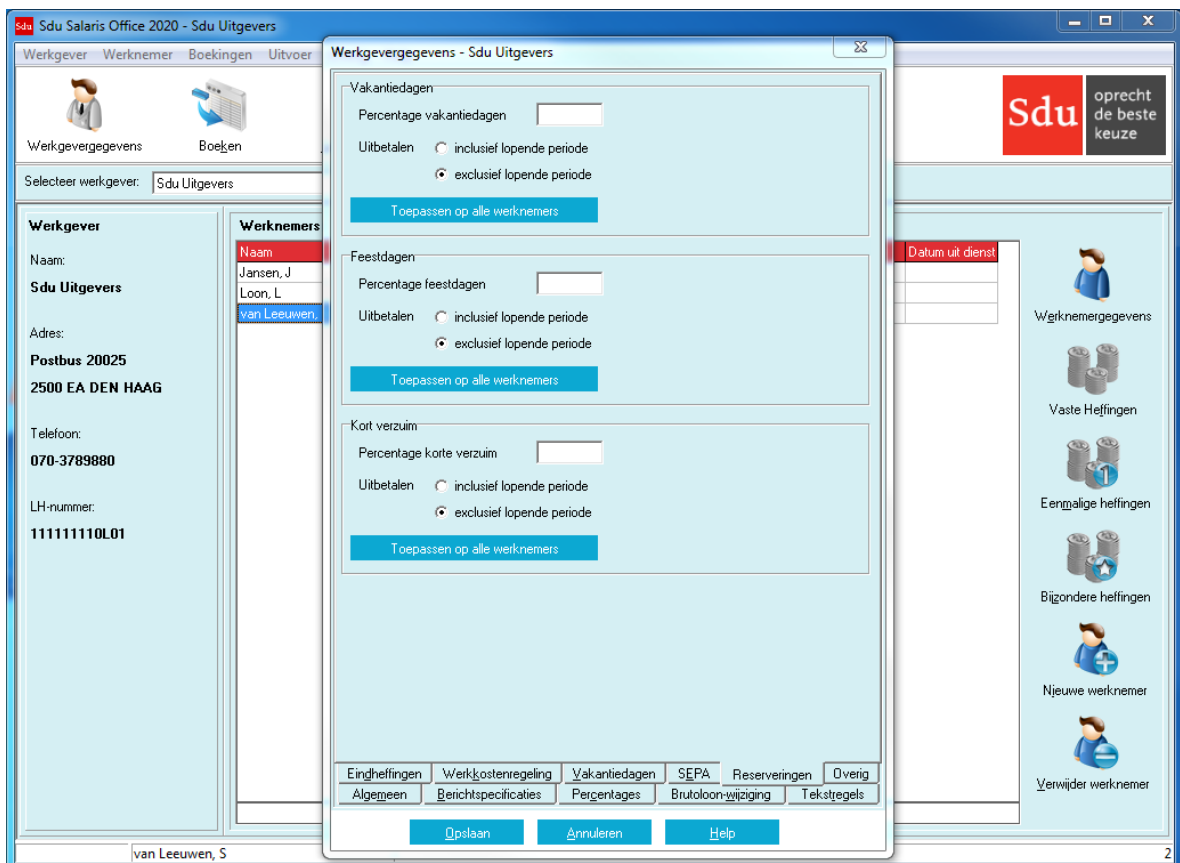 Sdu Sdu Salaris Office 2020 - Sdu Uitgevers
Werkgever Werknemer Boekingen Uitvoer
Werkgevergegevens
Boeken
Sdu
oprecht
de beste
keuze
Selecteer werkgever: Sdu Uitgevers
Werkgever
Naam:
Sdu Uitgevers
Adres:
Postbus 20025
2500 EA DEN HAAG
Telefoon:
070-3789880
LH-nummer:
111111110L01
Werknemers
Naam
Datum uit dienst
Jansen, J
Loon, L
van Leeuwen,
Werkgevergegevens - Sdu Uitgevers
Vakantiedagen
Percentage vakantiedagen
Uitbetalen inclusief lopende periode
exclusief lopende periode
Toepassen op alle werknemers
Feestdagen
Percentage feestdagen
Uitbetalen inclusief lopende periode
exclusief lopende periode
Toepassen op alle werknemers
Kort verzuim
Percentage korte verzuim
Uitbetalen inclusief lopende periode
exclusief lopende periode
Toepassen op alle werknemers
Eindheffingen Werkkostenregeling Vakantiedagen SEPA Reserveringen Overig
Algemeen Berichtspecificaties Percentages Brutoloon-wijziging Tekstregels
Opslaan Annuleren Help
Werknemergegevens
Vaste Heffingen
1
Eenmalige heffingen
Bijzondere heffingen
Nieuwe werknemer
Verwijder werknemer
van Leeuwen, S
2